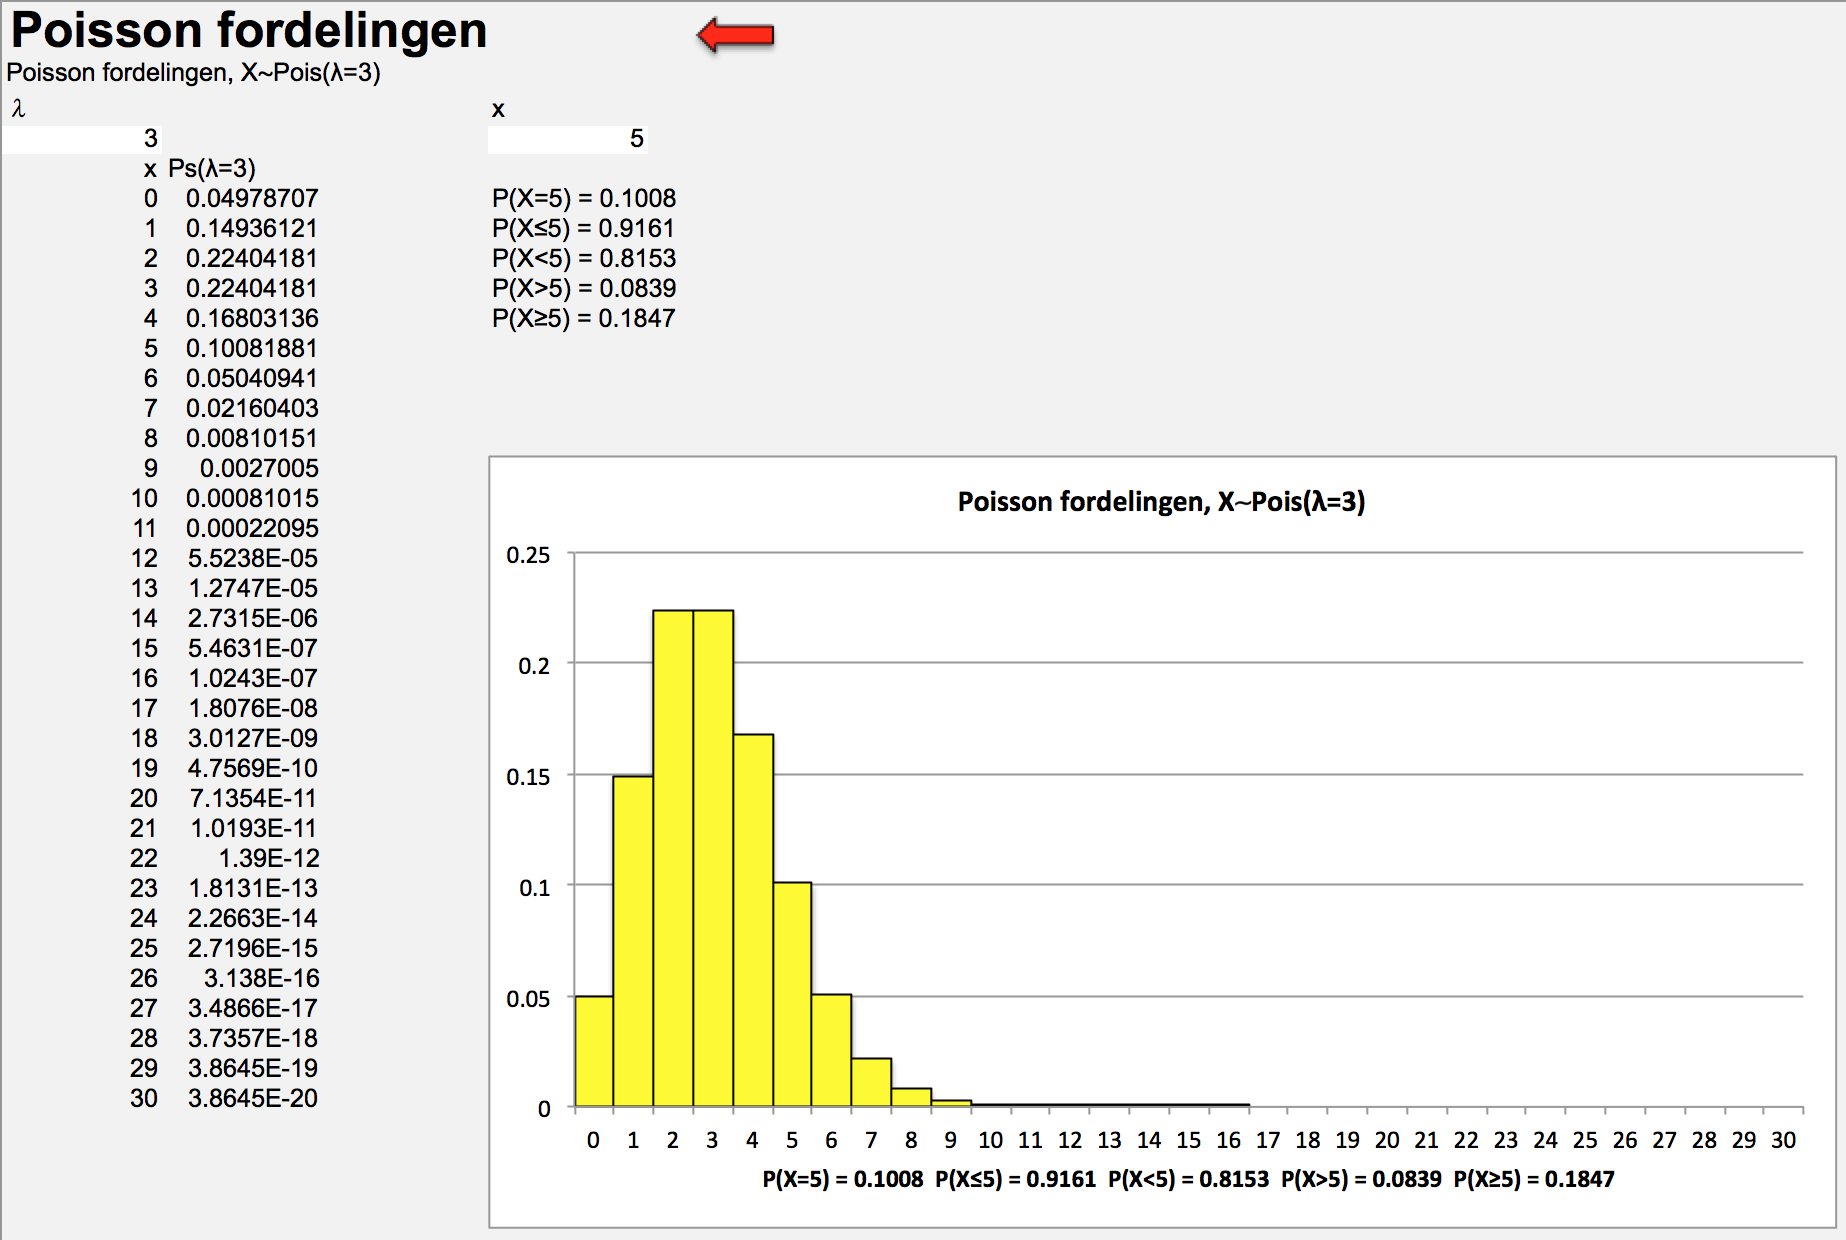 Poisson fordelingen
Poisson fordelingen, X~Pois(λ=3)
λ x
3 5
x Ps(λ=3)
0 0.04978707 P(X=5) = 0.1008
1 0.14936121 P(X≤5) = 0.9161
2 0.22404181 P(X<5) = 0.8153
3 0.22404181 P(X>5) = 0.0839
4 0.16803136 P(X≥5) = 0.1847
5 0.10081881
6 0.05040941
7 0.02160403
8 0.00810151
9 0.0027005
10 0.00081015
11 0.00022095
12 5.5238E-05
13 1.2747E-05
14 2.7315E-06
15 5.4631E-07
16 1.0243E-07
17 1.8076E-08
18 3.0127E-09
19 4.7569E-10
20 7.1354E-11
21 1.0193E-11
22 1.39E-12
23 1.8131E-13
24 2.2663E-14
25 2.7196E-15
26 3.138E-16
27 3.4866E-17
28 3.7357E-18
29 3.8645E-19
30 3.8645E-20
Poisson fordelingen, X~Pois(λ=3)
0.25
0.2
0.15
0.1
0.05
0
0 1 2 3 4 5 6 7 8 9 10 11 12 13 14 15 16 17 18 19 20 21 22 23 24 25 26 27 28 29 30
P(X=5) = 0.1008 P(X≤5) = 0.9161 P(X<5) = 0.8153 P(X>5) = 0.0839 P(X≥5) = 0.1847